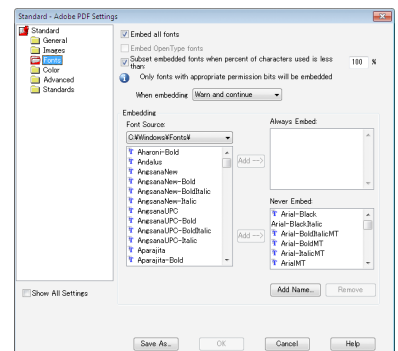 Standard - Adobe PDF Settings
Standard
General
Images
Fonts
Color
Advanced
Standards
Show All Settings
Embed all fonts
Embed OpenType fonts
Subset embedded fonts when percent of characters used is less than:
100 %
Only fonts with appropriate permission bits will be embedded
When embedding Warn and continue
Embedding
Font Source:
C:¥Windows¥Fonts¥
Aharoni-Bold
Andalus
AngsanaNew
AngsanaNew-Bold
AngsanaNew-BoldItalic
AngsanaNew-Italic
AngsanaUPC
AngsanaUPC-Bold
AngsanaUPC-BoldItalic
AngsanaUPC-Italic
Aparajita
Aparajita-Bold
Add -->
Add -->
Always Embed:
Never Embed:
Arial-Black
Arial-BlackItalic
Arial-BoldItalicMT
Arial-BoldMT
Arial-ItalicMT
ArialMT
Add Name...
Remove
Save As...
OK
Cancel
Help